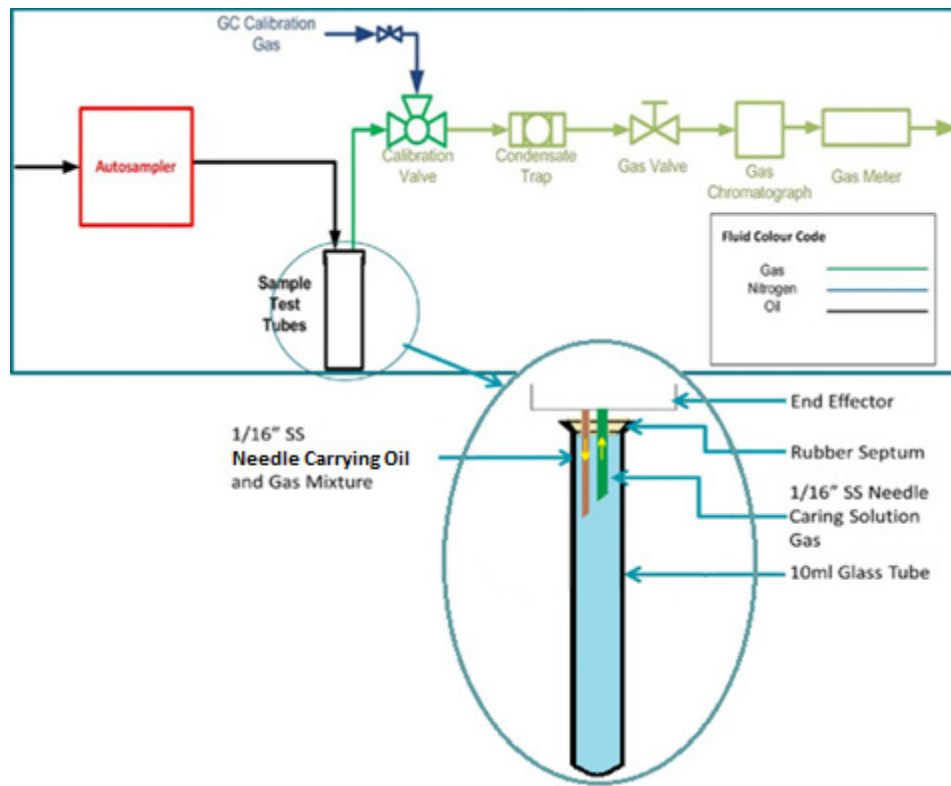 GC Calibration
Gas
Autosampler
Calibration
Valve
Condensate
Trap
Gas Valve
Gas
Chromatograph
Gas Meter
Sample
Test
Tubes
Fluid Colour Code
Gas
Nitrogen
Oil
End Effector
1/16" SS
Needle Carrying Oil
and Gas Mixture
Rubber Septum
1/16" SS Needle
Caring Solution
Gas
10ml Glass Tube